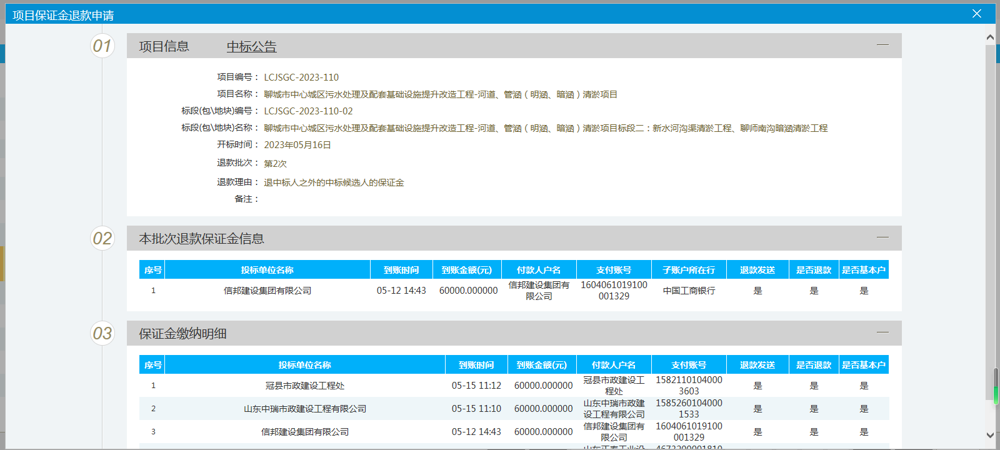 项目保证金退款申请
01
项目信息 中标公告
项目编号： LCJSGC-2023-110
项目名称： 聊城市中心城区污水处理及配套基础设施提升改造工程-河道、管涵（明涵、暗涵）清淤项目
标段(包\地块)编号： LCJSGC-2023-110-02
标段(包\地块)名称： 聊城市中心城区污水处理及配套基础设施提升改造工程-河道、管涵（明涵、暗涵）清淤项目标段二：新水河沟渠清淤工程、聊师南沟暗涵清淤工程
开标时间： 2023年05月16日
退款批次： 第2次
退款理由： 退中标人之外的中标候选人的保证金
备注：
02
本批次退款保证金信息
序号 投标单位名称 到账时间 到账金额(元) 付款人户名 支付账号 子账户所在行 退款发送 是否退款 是否基本户
1 信邦建设集团有限公司 05-12 14:43 60000.000000 信邦建设集团有限公司 1604061019100001329 中国工商银行 是 是 是
03
保证金缴纳明细
序号 投标单位名称 到账时间 到账金额(元) 付款人户名 支付账号 退款发送 是否退款 是否基本户
1 冠县市政建设工程处 05-15 11:12 60000.000000 冠县市政建设工程处 15821101040003603 是 是 是
2 山东中瑞市政建设工程有限公司 05-15 11:10 60000.000000 山东中瑞市政建设工程有限公司 15852601040001533 是 是 是
3 信邦建设集团有限公司 05-12 14:43 60000.000000 信邦建设集团有限公司 1604061019100001329 是 是 是